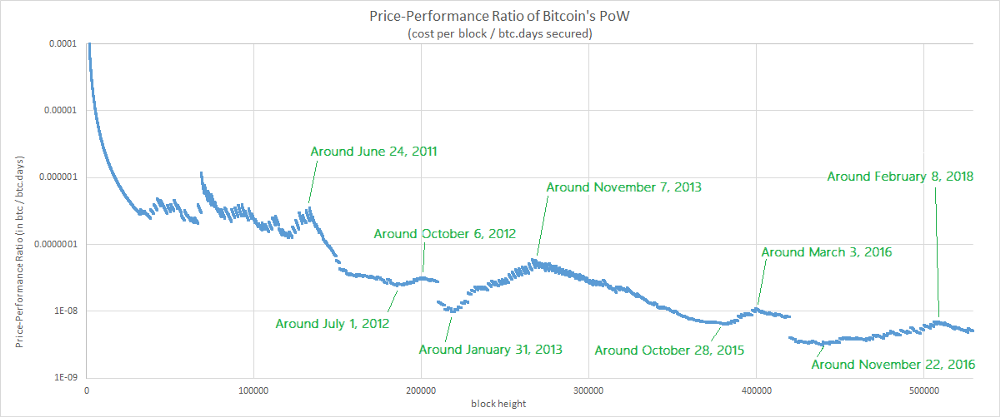 Price-Performance Ratio of Bitcoin's PoW
(cost per block / btc.days secured)
Price-Performance Ratio (in btc / btc.days)
0.0001
0.00001
0.000001
0.0000001
1E-08
1E-09
Around June 24, 2011
Around November 7, 2013
Around February 8, 2018
Around October 6, 2012
Around March 3, 2016
Around July 1, 2012
Around January 31, 2013
Around October 28, 2015
Around November 22, 2016
0
100000
200000
300000
400000
500000
block height